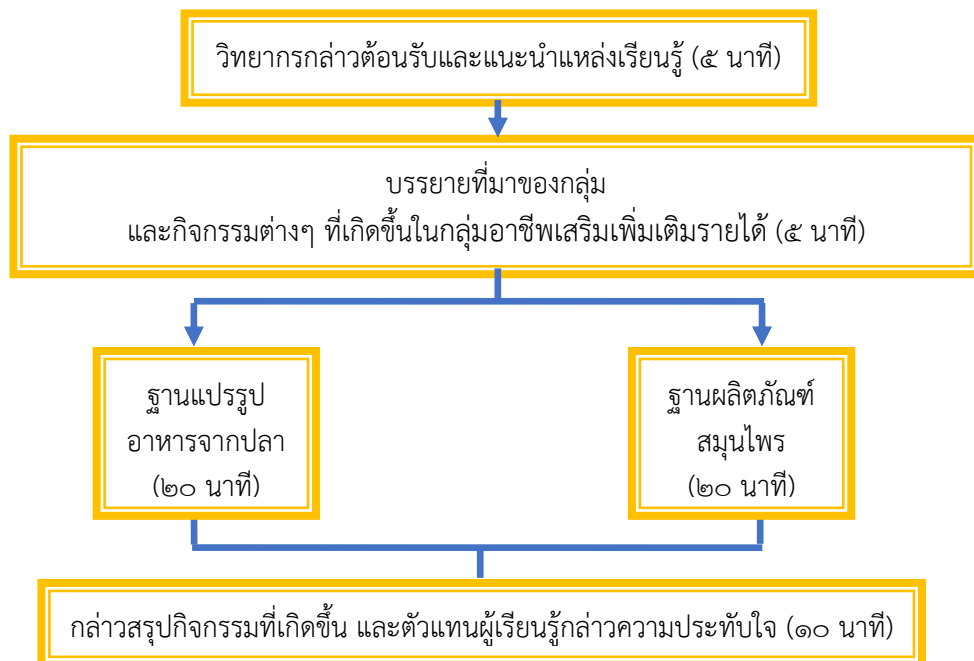 วิทยากรกล่าวต้อนรับและแนะนำแหล่งเรียนรู้ (๕ นาที)
บรรยายที่มาของกลุ่ม
และกิจกรรมต่างๆ ที่เกิดขึ้นในกลุ่มอาชีพเสริมเพิ่มเติมรายได้ (๕ นาที)
ฐานแปรรูป
อาหารจากปลา
(๒๐ นาที)
ฐานผลิตภัณฑ์
สมุนไพร
(๒๐ นาที)
กล่าวสรุปกิจกรรมที่เกิดขึ้น และตัวแทนผู้เรียนรู้กล่าวความประทับใจ (๑๐ นาที)